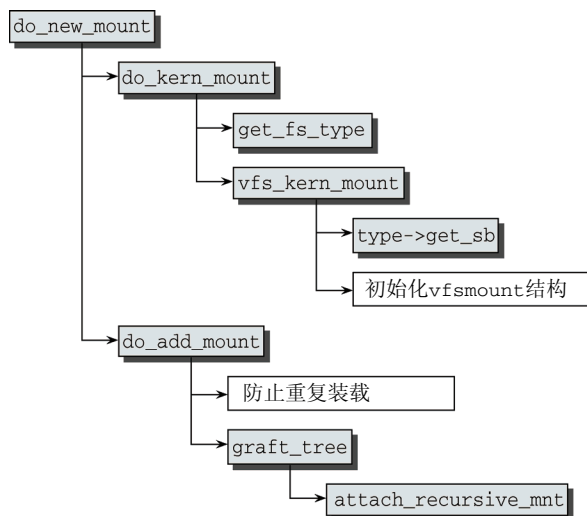 do_new_mount
do_kern_mount
get_fs_type
vfs_kern_mount
type->get_sb
初始化vfsmount结构
do_add_mount
防止重复装载
graft_tree
attach_recursive_mnt